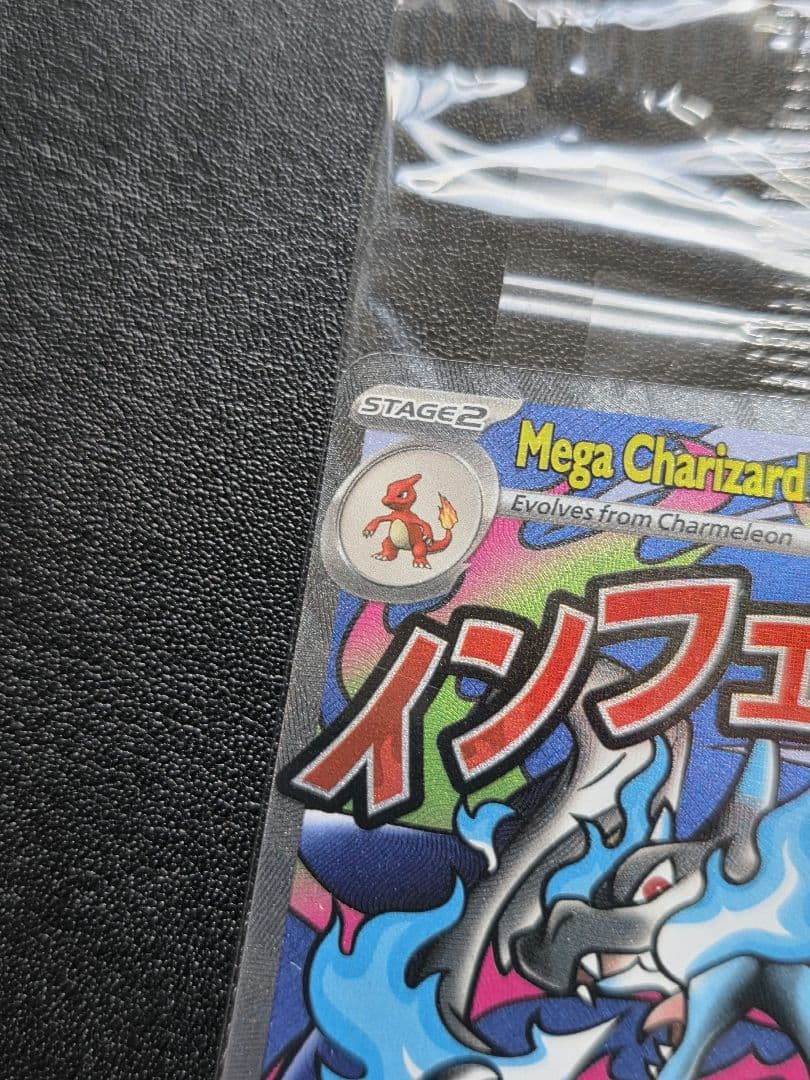 STAGE2
Mega Charizard
Evolves from Charmeleon
インフェ